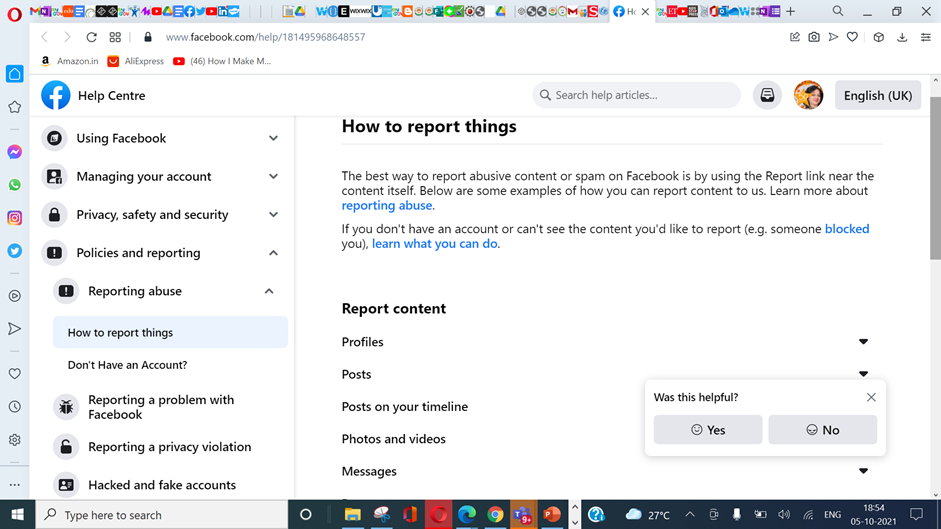 www.facebook.com/help/181495968648557
Amazon.in
AliExpress
(46) How I Make M...
Help Centre
Search help articles...
English (UK)
Using Facebook
Managing your account
Privacy, safety and security
Policies and reporting
Reporting abuse
How to report things
Don't Have an Account?
Reporting a problem with
Facebook
Reporting a privacy violation
Hacked and fake accounts
How to report things
The best way to report abusive content or spam on Facebook is by using the Report link near the
content itself. Below are some examples of how you can report content to us. Learn more about
reporting abuse.
If you don't have an account or can't see the content you'd like to report (e.g. someone blocked
you), learn what you can do.
Report content
Profiles
Posts
Posts on your timeline
Photos and videos
Messages
Was this helpful?
Yes
No
Type here to search
9+
27°C
ENG
18:54
05-10-2021